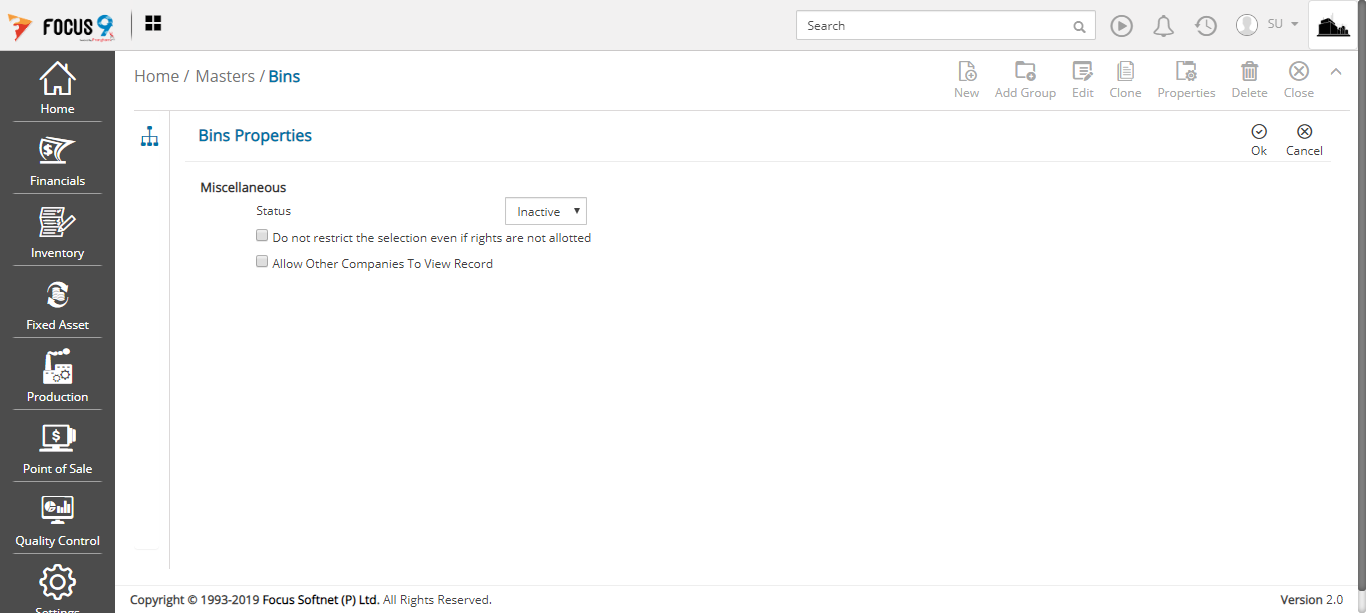 FOCUS 9
Search
SU
Home / Masters / Bins
New
Add Group
Edit
Clone
Properties
Delete
Close
Home
Financials
Inventory
Fixed Asset
Production
Point of Sale
Quality Control
Settings
Bins Properties
Ok
Cancel
Miscellaneous
Status
Inactive
Do not restrict the selection even if rights are not allotted
Allow Other Companies To View Record
Copyright © 1993-2019 Focus Softnet (P) Ltd. All Rights Reserved.
Version 2.0